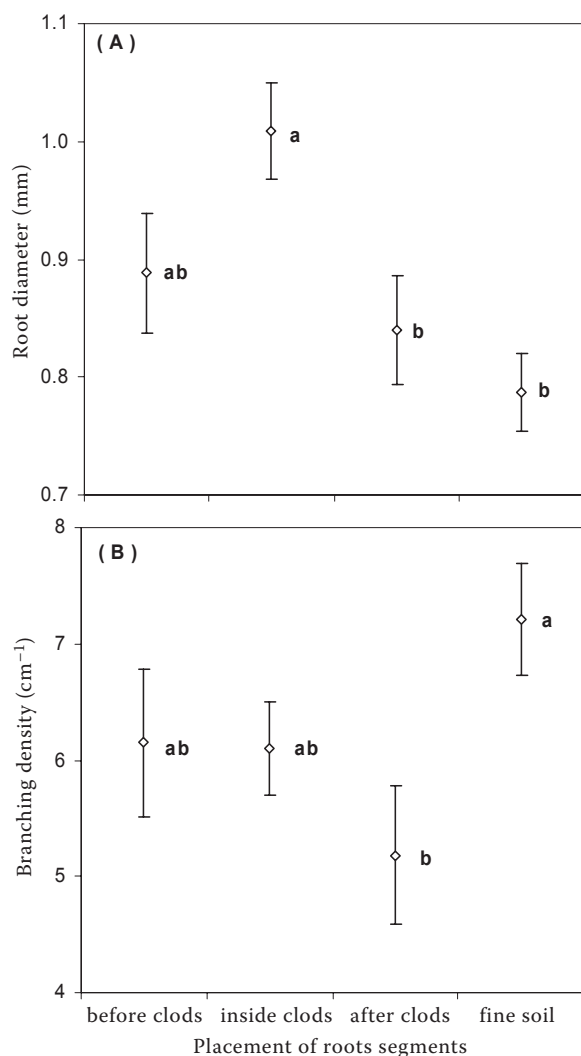 1.1
( A )
1.0
a
Root diameter (mm)
0.9
ab
0.8
b
b
0.7
8
( B )
7
a
Branching density (cm⁻¹)
6
ab
ab
5
b
4
before clods inside clods after clods fine soil
Placement of roots segments